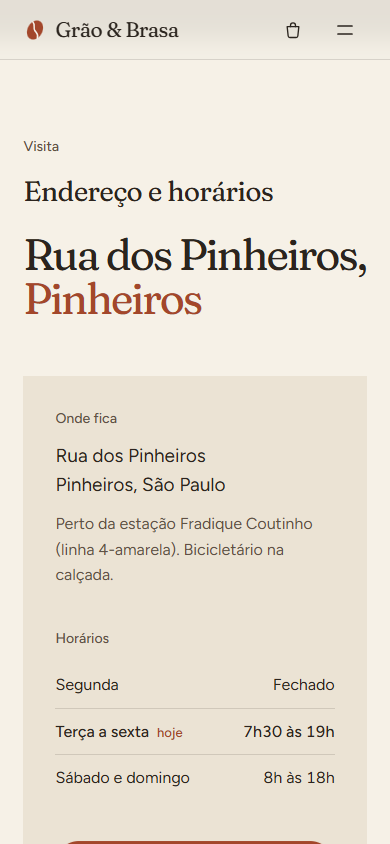 Grão & Brasa
Visita
Endereço e horários
Rua dos Pinheiros,
Pinheiros
Onde fica
Rua dos Pinheiros
Pinheiros, São Paulo
Perto da estação Fradique Coutinho
(linha 4-amarela). Bicicletário na
calçada.
Horários
Segunda Fechado
Terça a sexta hoje 7h30 às 19h
Sábado e domingo 8h às 18h